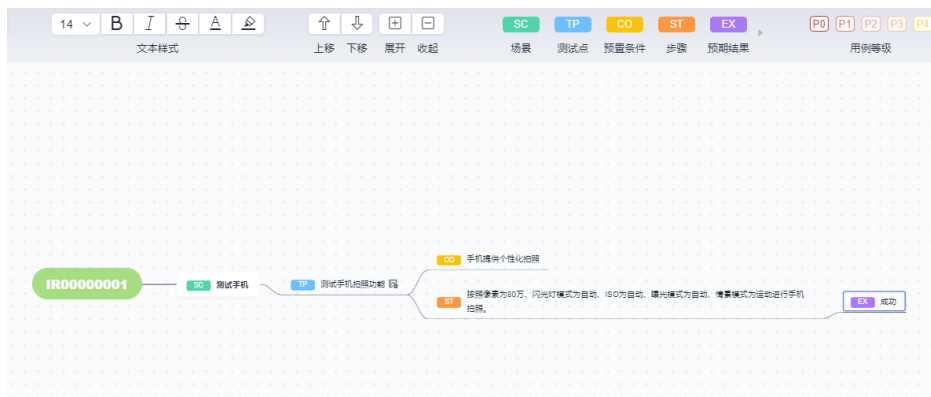 14 B I S A
SC TP CO ST EX P0 P1 P2 P3 P4
文本样式 上移 下移 展开 收起 场景 测试点 预置条件 步骤 预期结果 用例等级
CO 手机提供个性化拍照
IR00000001 SC 测试手机 TP 测试手机拍照功能
ST 按照像素为80万、闪光灯模式为自动、ISO为自动、曝光模式为自动、情景模式为运动进行手机
拍照。
EX 成功